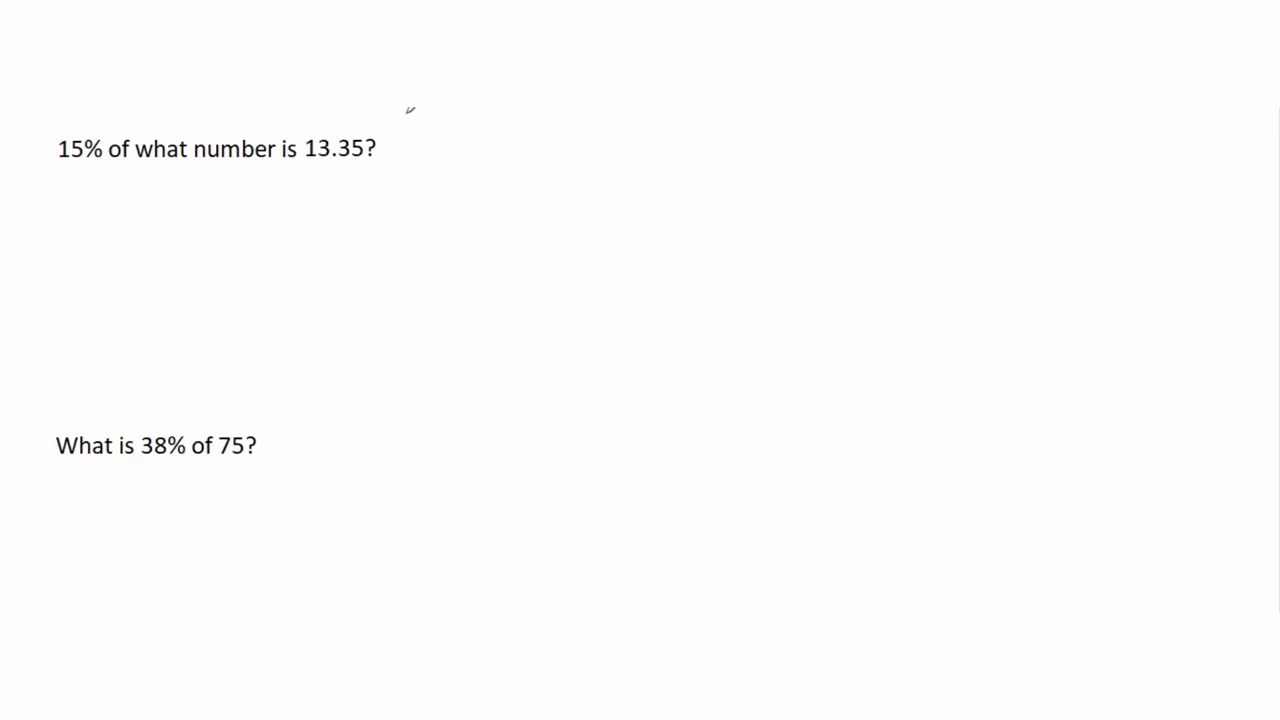 15% of what number is 13.35?
What is 38% of 75?